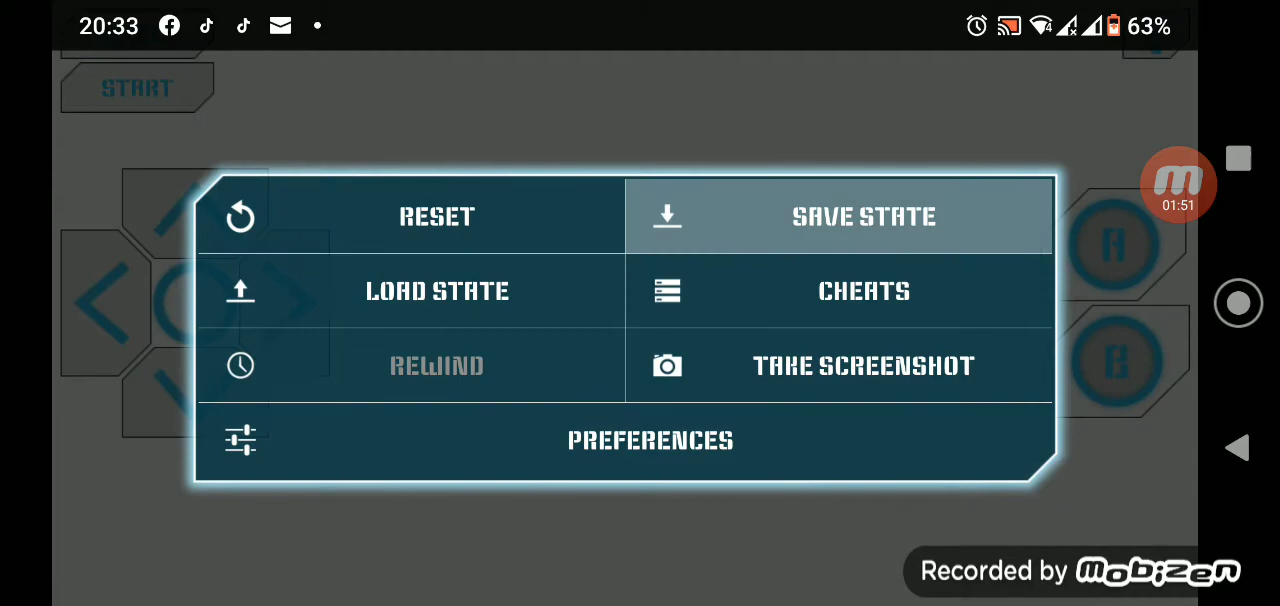 20:33
4
63%
START
01:51
RESET
SAVE STATE
LOAD STATE
CHEATS
REWIND
TAKE SCREENSHOT
PREFERENCES
A
B
Recorded by mobizen